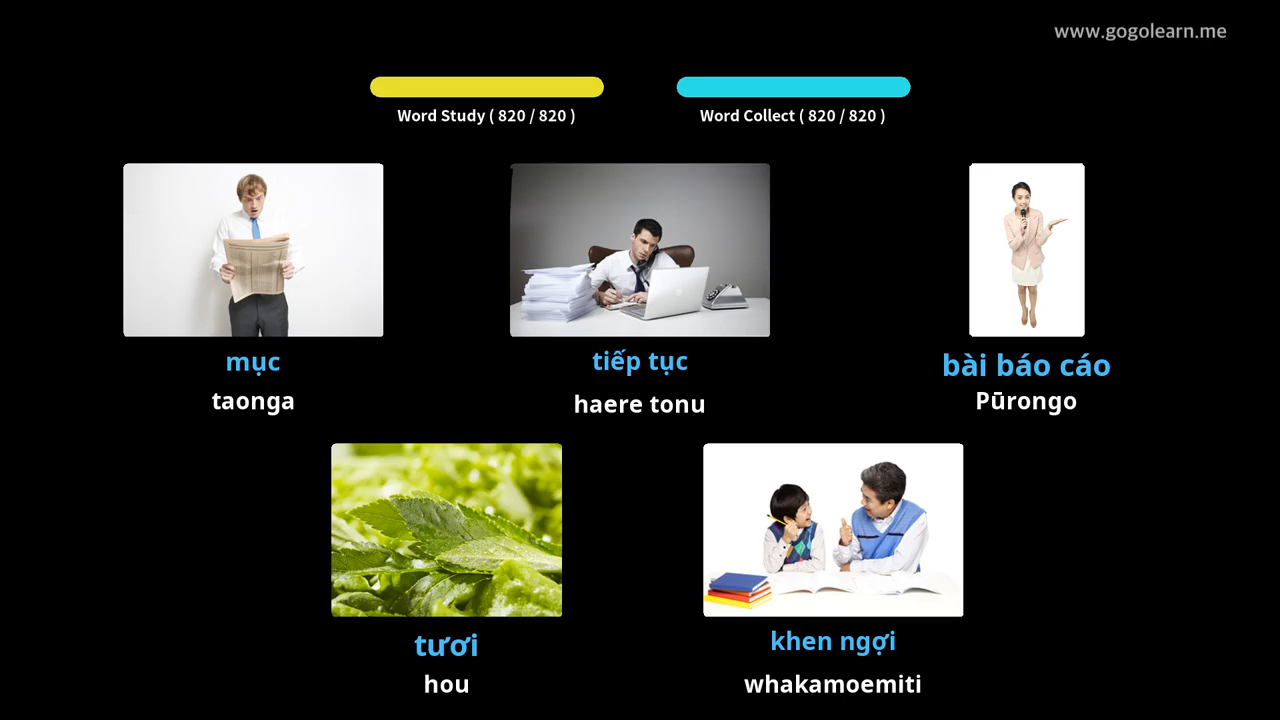 www.gogolearn.me
Word Study ( 820 / 820 )
Word Collect ( 820 / 820 )
mục
taonga
tiếp tục
haere tonu
bài báo cáo
Pūrongo
tươi
hou
khen ngợi
whakamoemiti